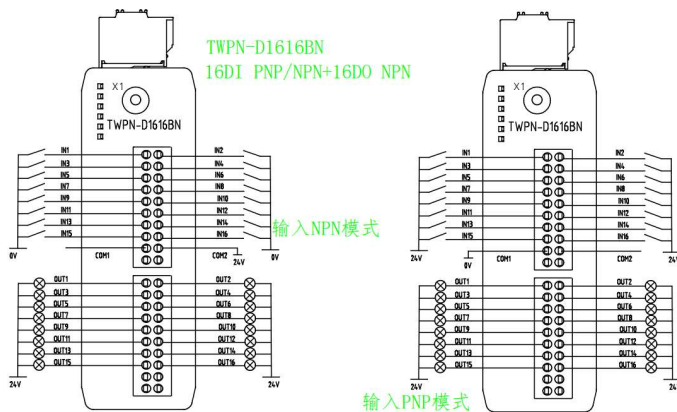 TWPN-D1616BN
16DI PNP/NPN+16DO NPN
X1
TWPN-D1616BN
IN1 IN2
IN3 IN4
IN5 IN6
IN7 IN8
IN9 IN10
IN11 IN12
IN13 IN14
IN15 IN16
0V COM1 COM2 24V 0V
输入NPN模式
OUT1 OUT2
OUT3 OUT4
OUT5 OUT6
OUT7 OUT8
OUT9 OUT10
OUT11 OUT12
OUT13 OUT14
OUT15 OUT16
24V 24V
X1
TWPN-D1616BN
IN1 IN2
IN3 IN4
IN5 IN6
IN7 IN8
IN9 IN10
IN11 IN12
IN13 IN14
IN15 IN16
24V 0V COM1 COM2 24V
OUT1 OUT2
OUT3 OUT4
OUT5 OUT6
OUT7 OUT8
OUT9 OUT10
OUT11 OUT12
OUT13 OUT14
OUT15 OUT16
24V 24V
输入PNP模式